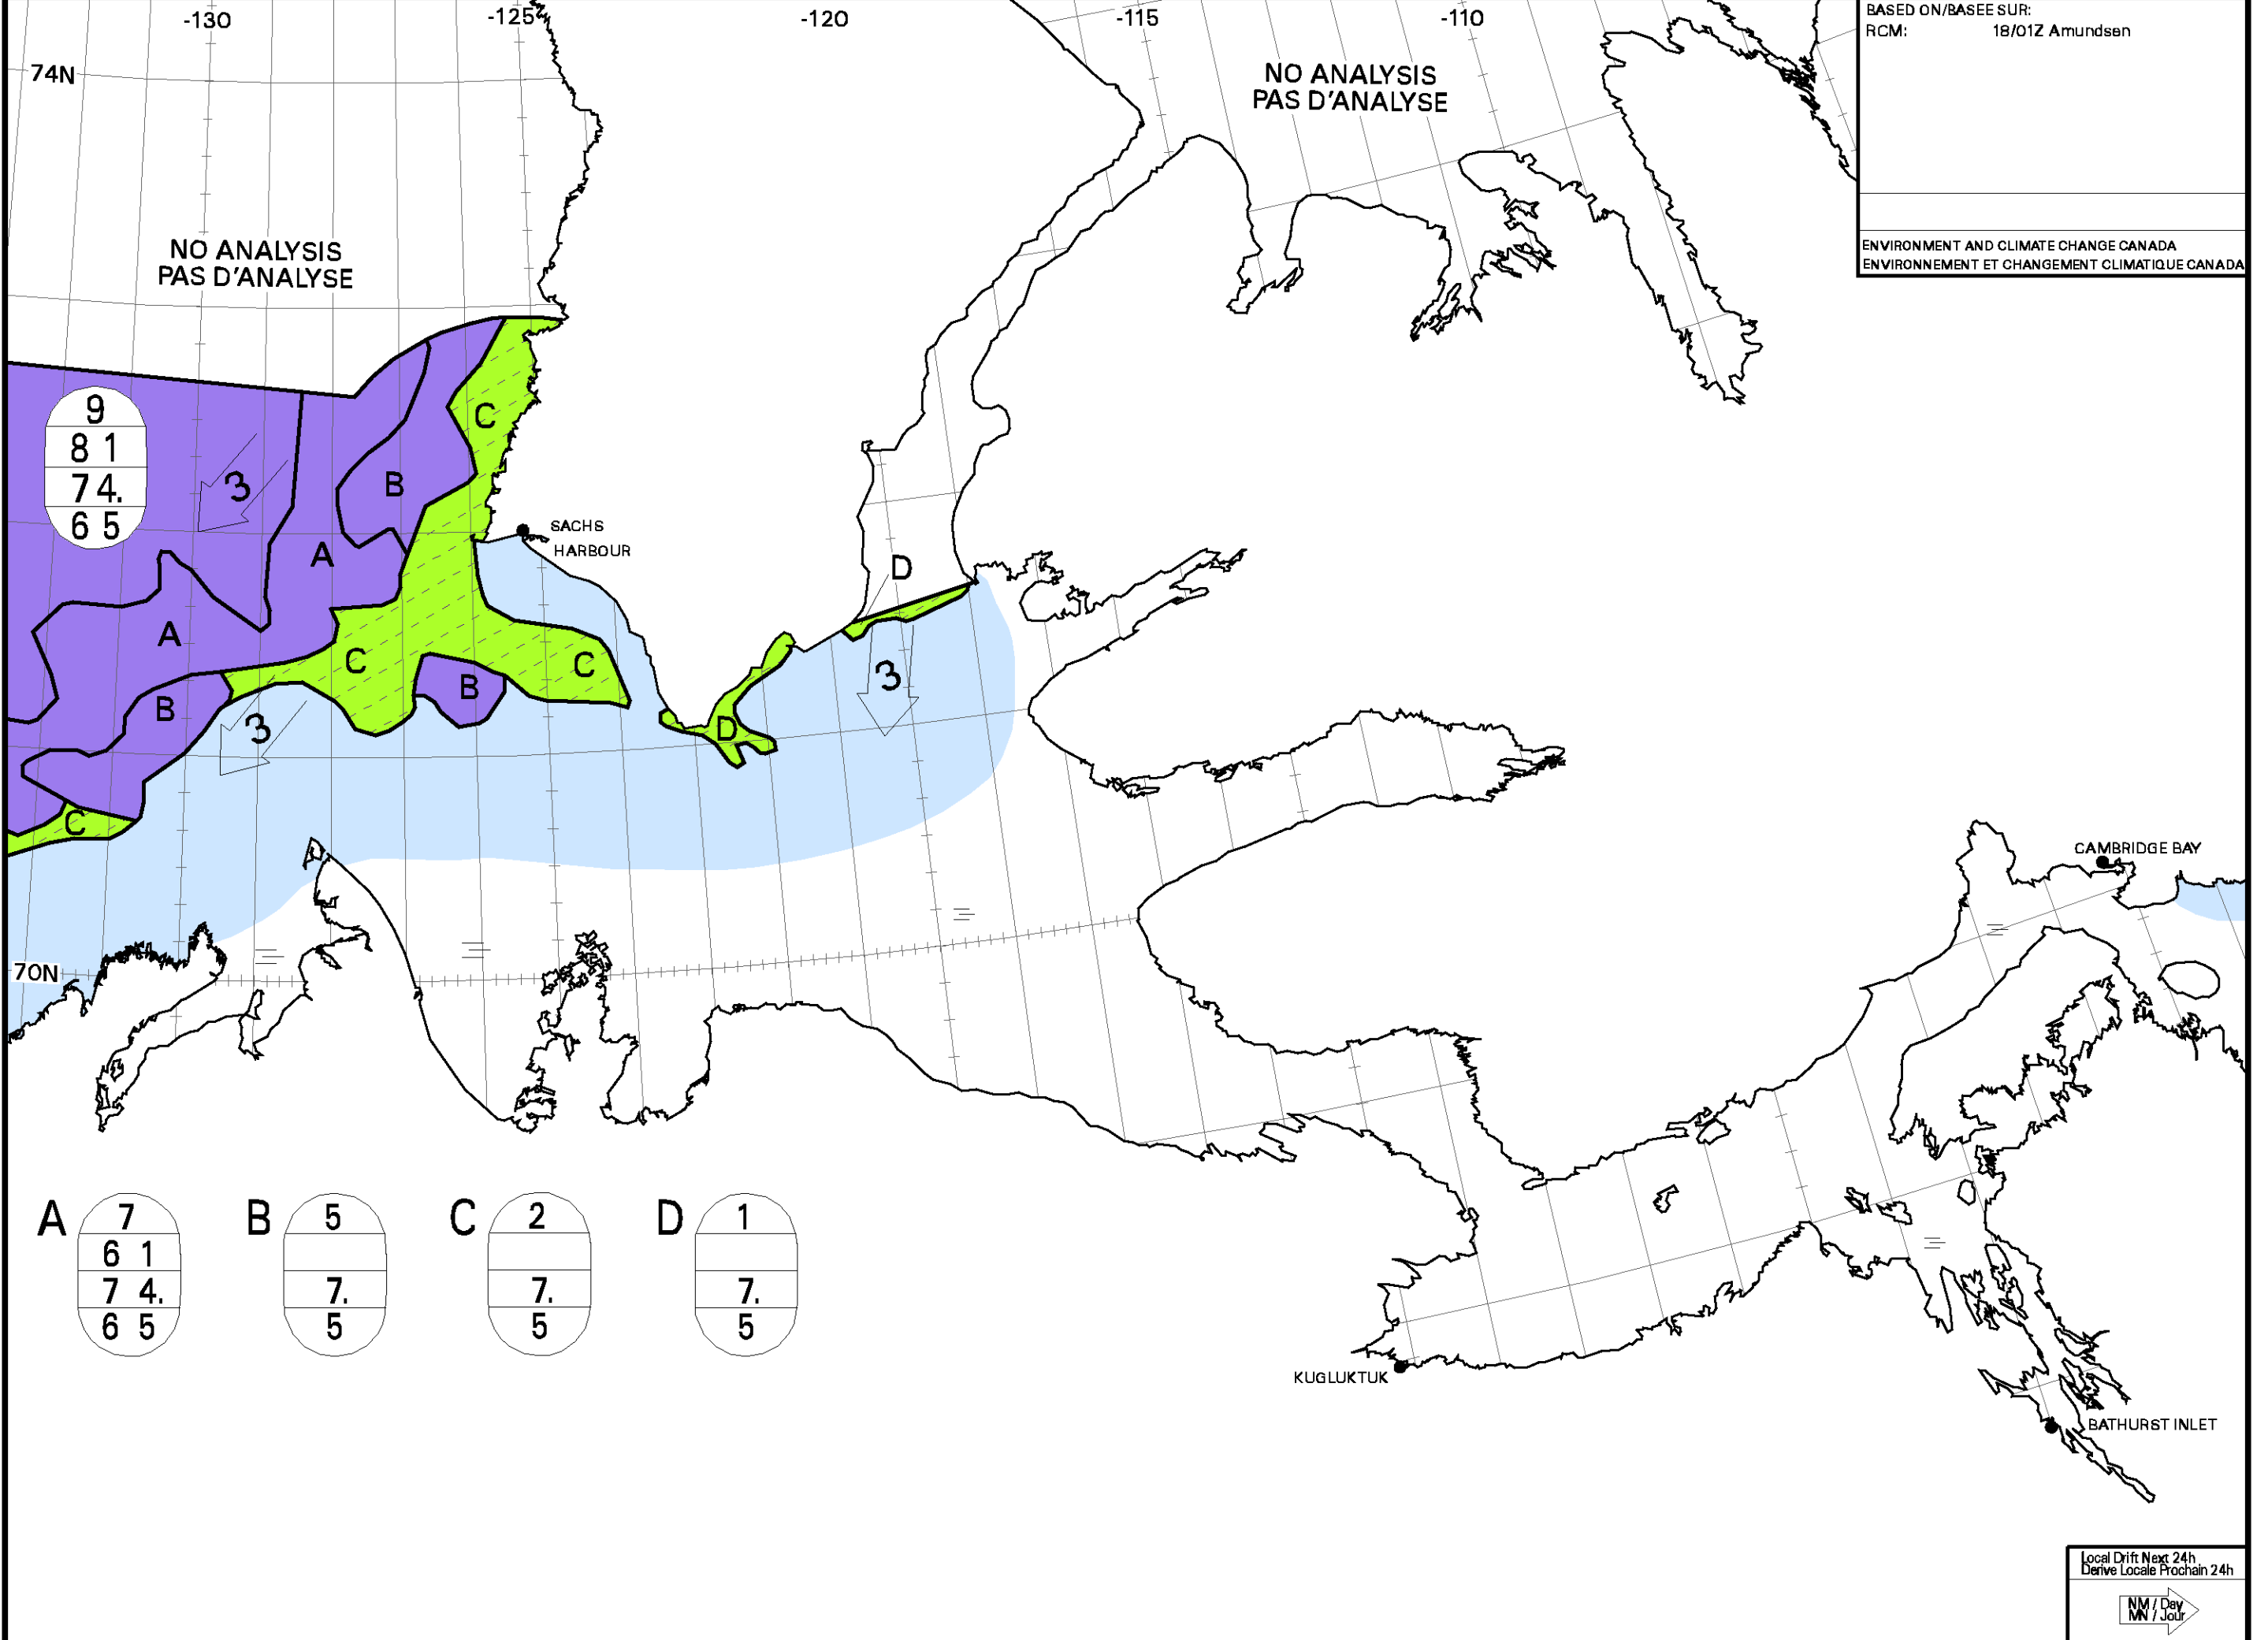 -130
-125
-120
-115
-110
BASED ON/BASEE SUR:
RCM: 18/01Z Amundsen
74N
NO ANALYSIS
PAS D'ANALYSE
NO ANALYSIS
PAS D'ANALYSE
ENVIRONMENT AND CLIMATE CHANGE CANADA
ENVIRONNEMENT ET CHANGEMENT CLIMATIQUE CANADA
9
8 1
7 4.
6 5
3
C
B
A
SACHS
HARBOUR
D
A
C
C
B
B
3
D
3
C
CAMBRIDGE BAY
70N
A
7
6 1
7 4.
6 5
B
5
7.
5
C
2
7.
5
D
1
7.
5
KUGLUKTUK
BATHURST INLET
Local Drift Next 24h
Derive Locale Prochain 24h
NM / Day
MN / Jour